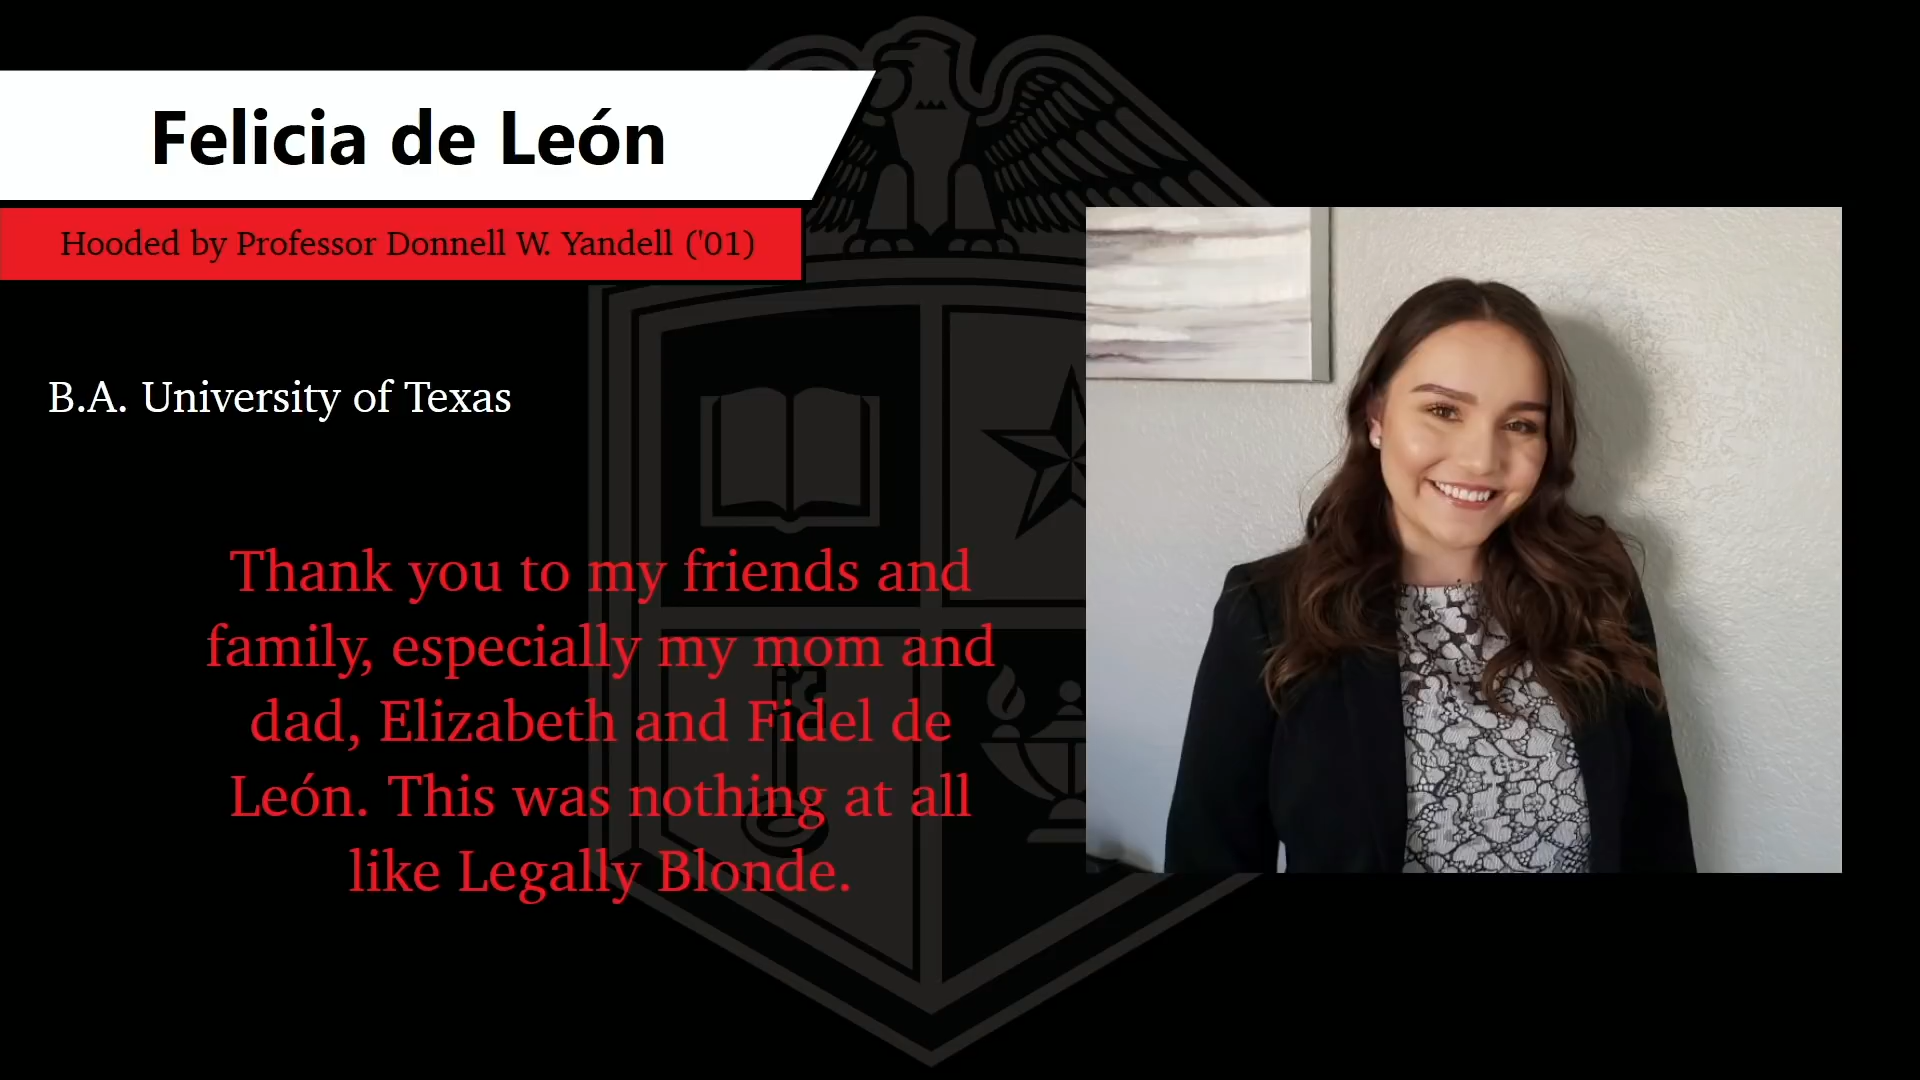 Felicia de León
Hooded by Professor Donnell W. Yandell ('01)
B.A. University of Texas
Thank you to my friends and
family, especially my mom and
dad, Elizabeth and Fidel de
León. This was nothing at all
like Legally Blonde.